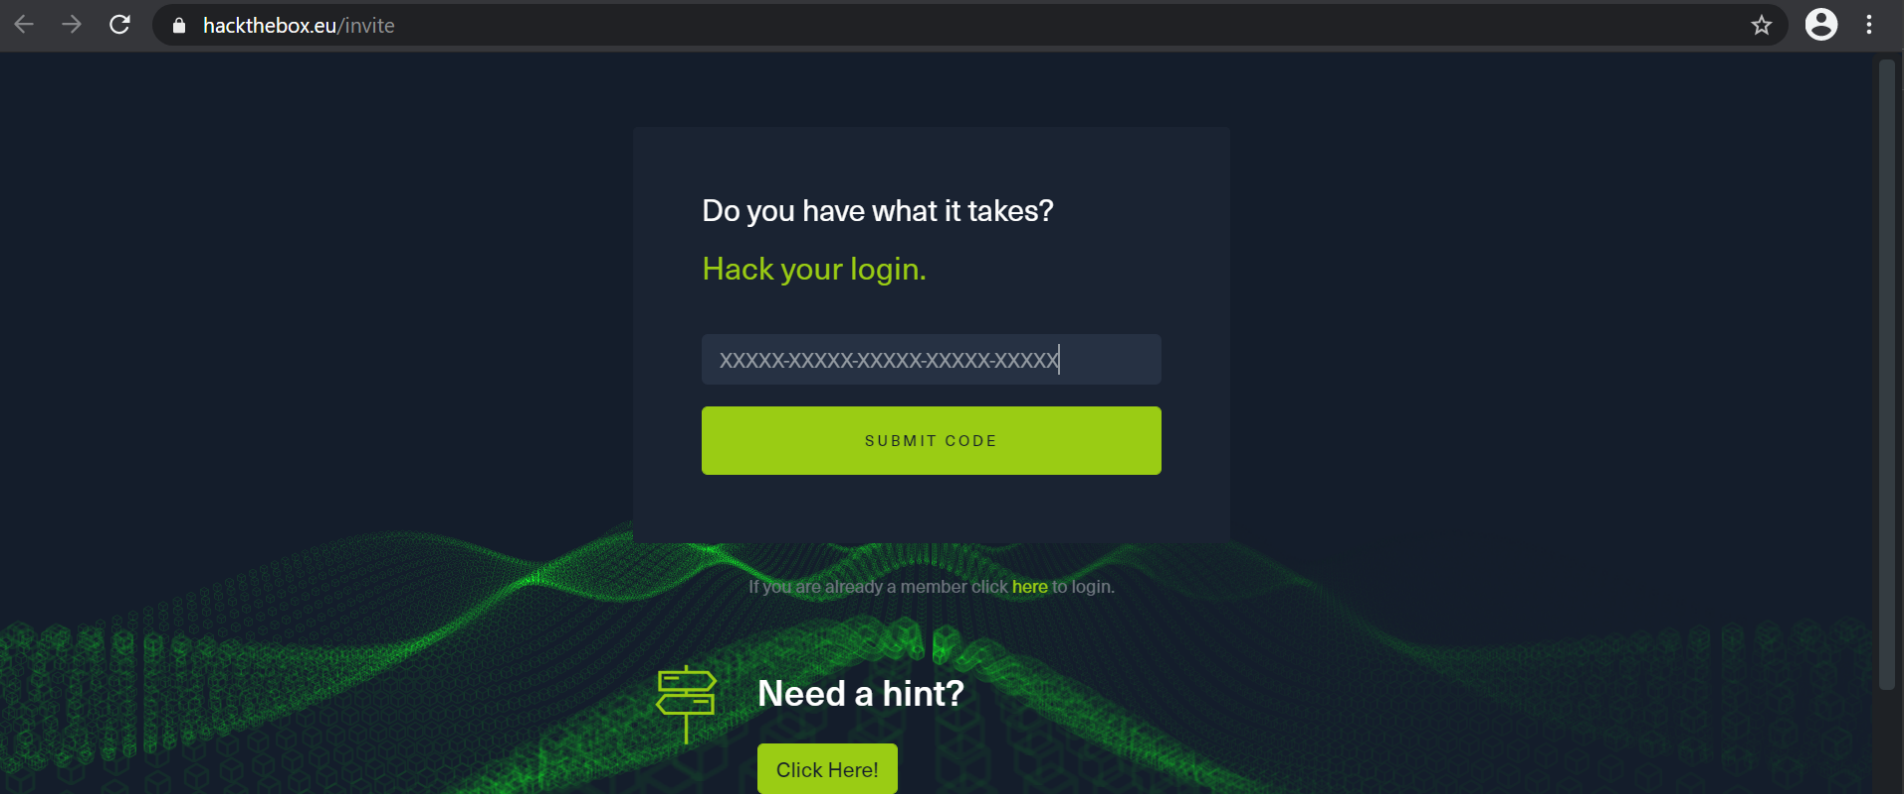 hackthebox.eu/invite
Do you have what it takes?
Hack your login.
XXXXX-XXXXX-XXXXX-XXXXX-XXXXX
SUBMIT CODE
If you are already a member click here to login.
Need a hint?
Click Here!